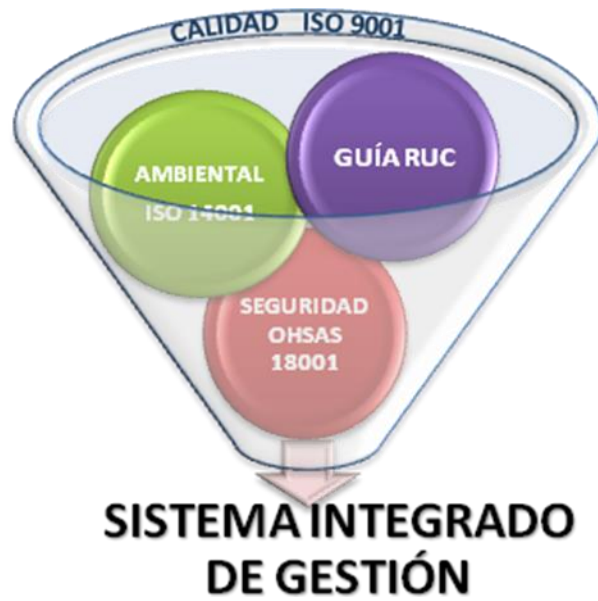 CALIDAD ISO 9001
GUÍA RUC
AMBIENTAL
ISO 14001
SEGURIDAD
OHSAS
18001
SISTEMA INTEGRADO
DE GESTIÓN